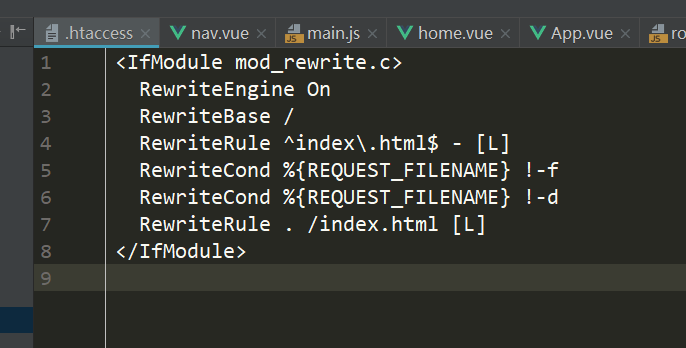 .htaccess nav.vue main.js home.vue App.vue ro
1 <IfModule mod_rewrite.c>
2 RewriteEngine On
3 RewriteBase /
4 RewriteRule ^index\.html$ - [L]
5 RewriteCond %{REQUEST_FILENAME} !-f
6 RewriteCond %{REQUEST_FILENAME} !-d
7 RewriteRule . /index.html [L]
8 </IfModule>
9